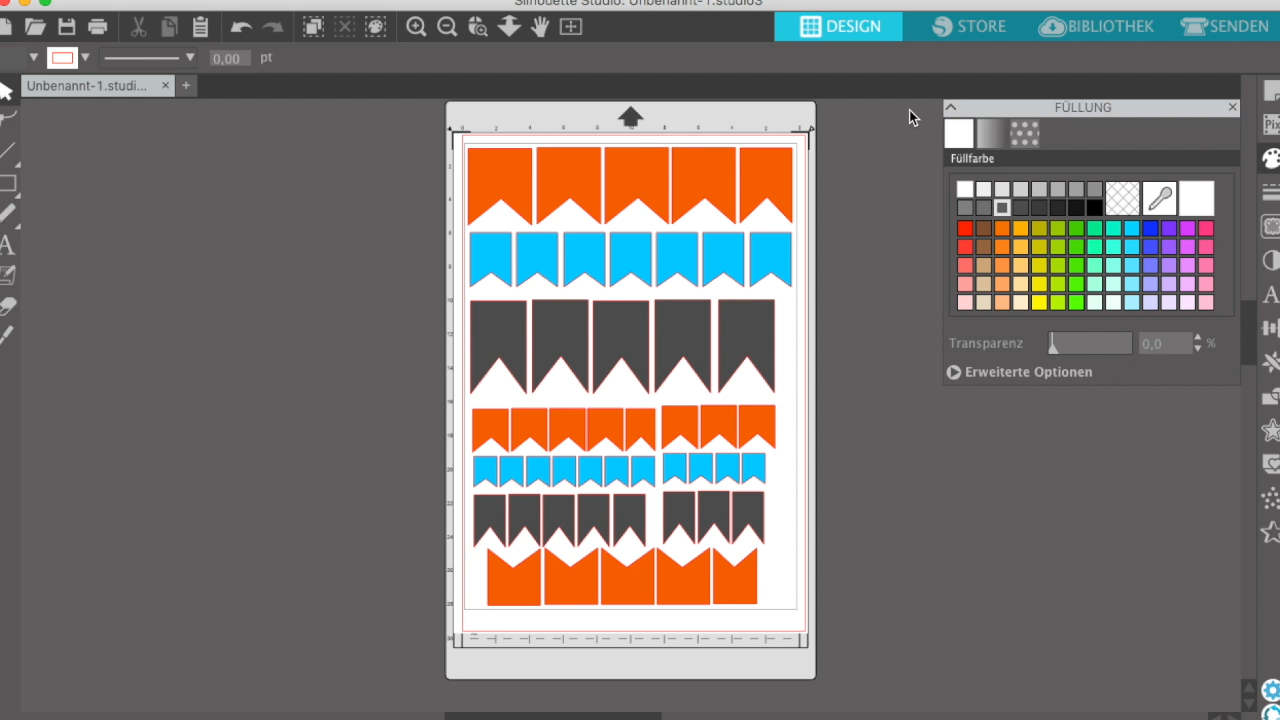 Silhouette Studio: Unbenannt-1.studio3
DESIGN
STORE
BIBLIOTHEK
SENDEN
0,00 pt
Unbenannt-1.studi...
FÜLLUNG
Pix
Füllfarbe
Transparenz 0,0 %
Erweiterte Optionen